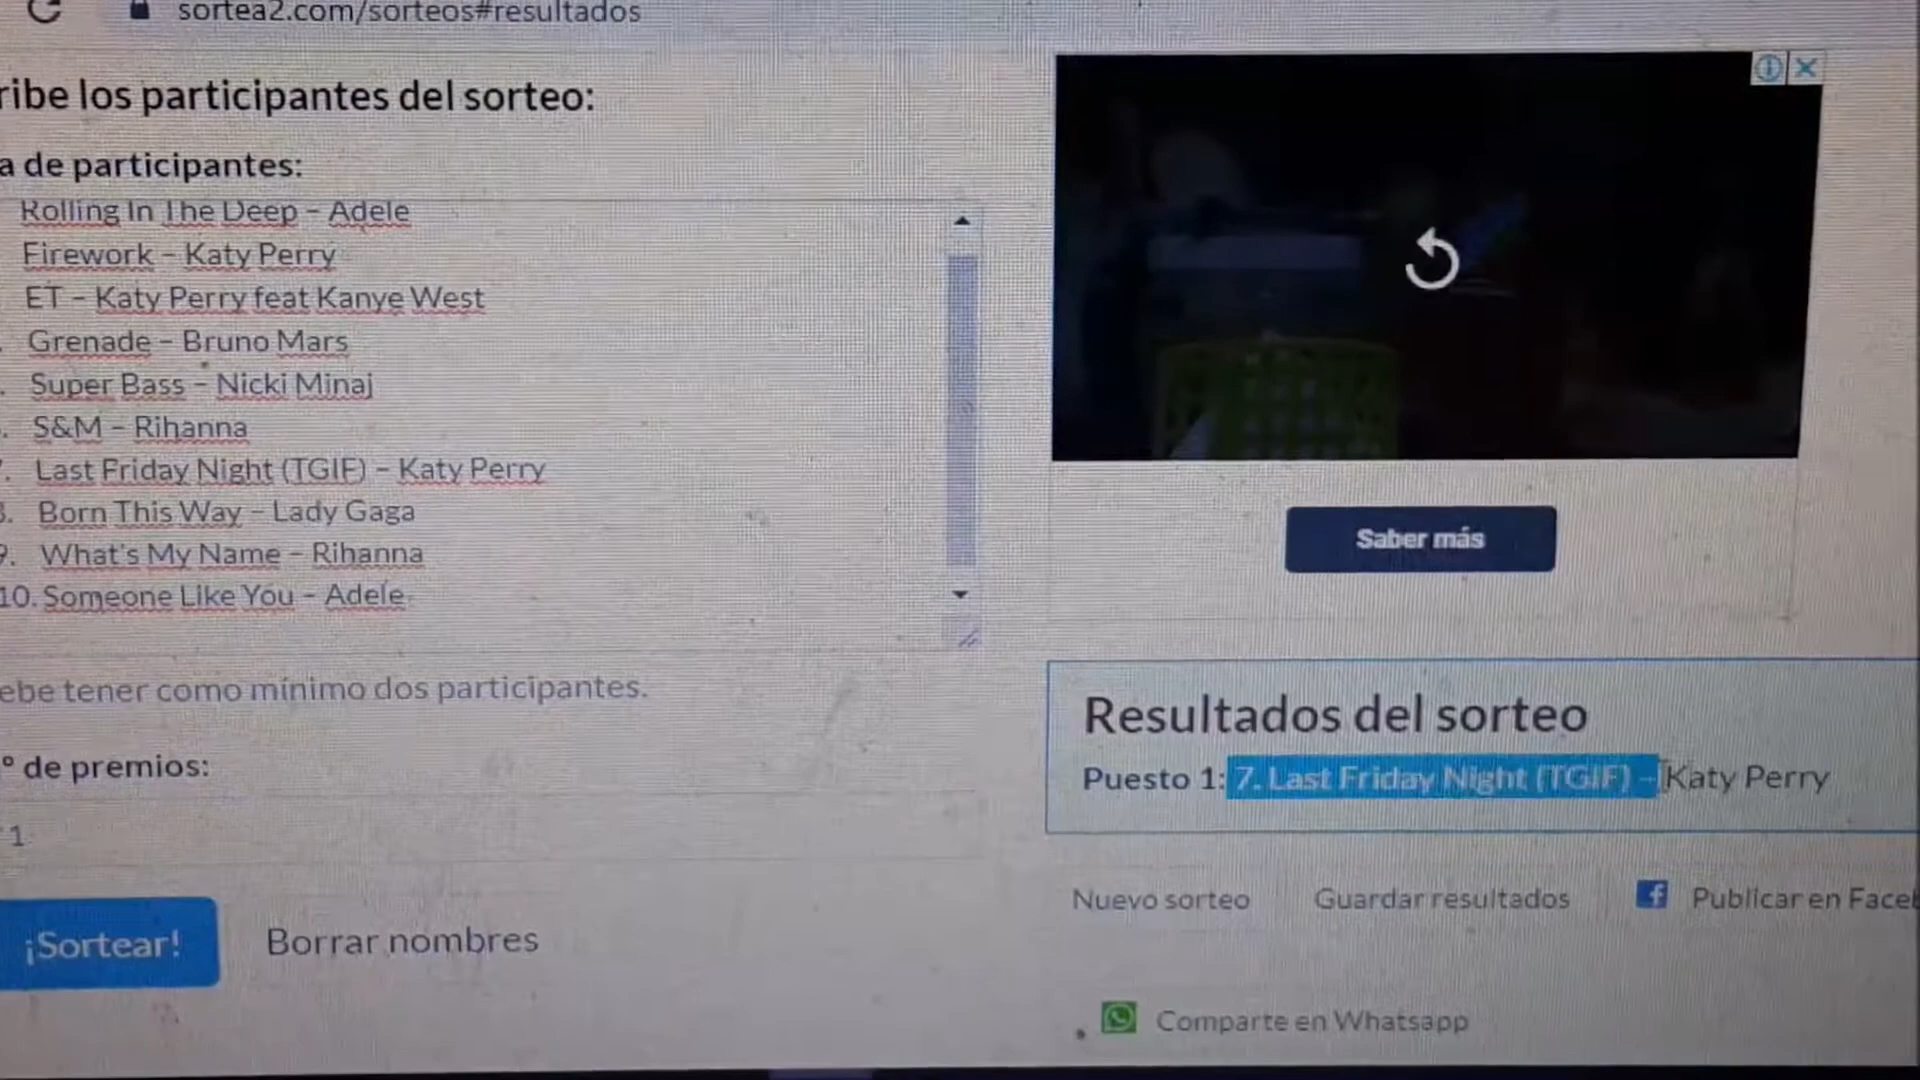 sortea2.com/sorteos#resultados
ribe los participantes del sorteo:
a de participantes:
Rolling In The Deep – Adele
Firework – Katy Perry
ET – Katy Perry feat Kanye West
Grenade – Bruno Mars
Super Bass – Nicki Minaj
S&M – Rihanna
7. Last Friday Night (TGIF) – Katy Perry
8. Born This Way – Lady Gaga
9. What's My Name – Rihanna
10. Someone Like You – Adele
ebe tener como mínimo dos participantes.
º de premios:
1
¡Sortear!
Borrar nombres
Saber más
Resultados del sorteo
Puesto 1: 7. Last Friday Night (TGIF) – Katy Perry
Nuevo sorteo
Guardar resultados
Publicar en Faceb
Comparte en Whatsapp